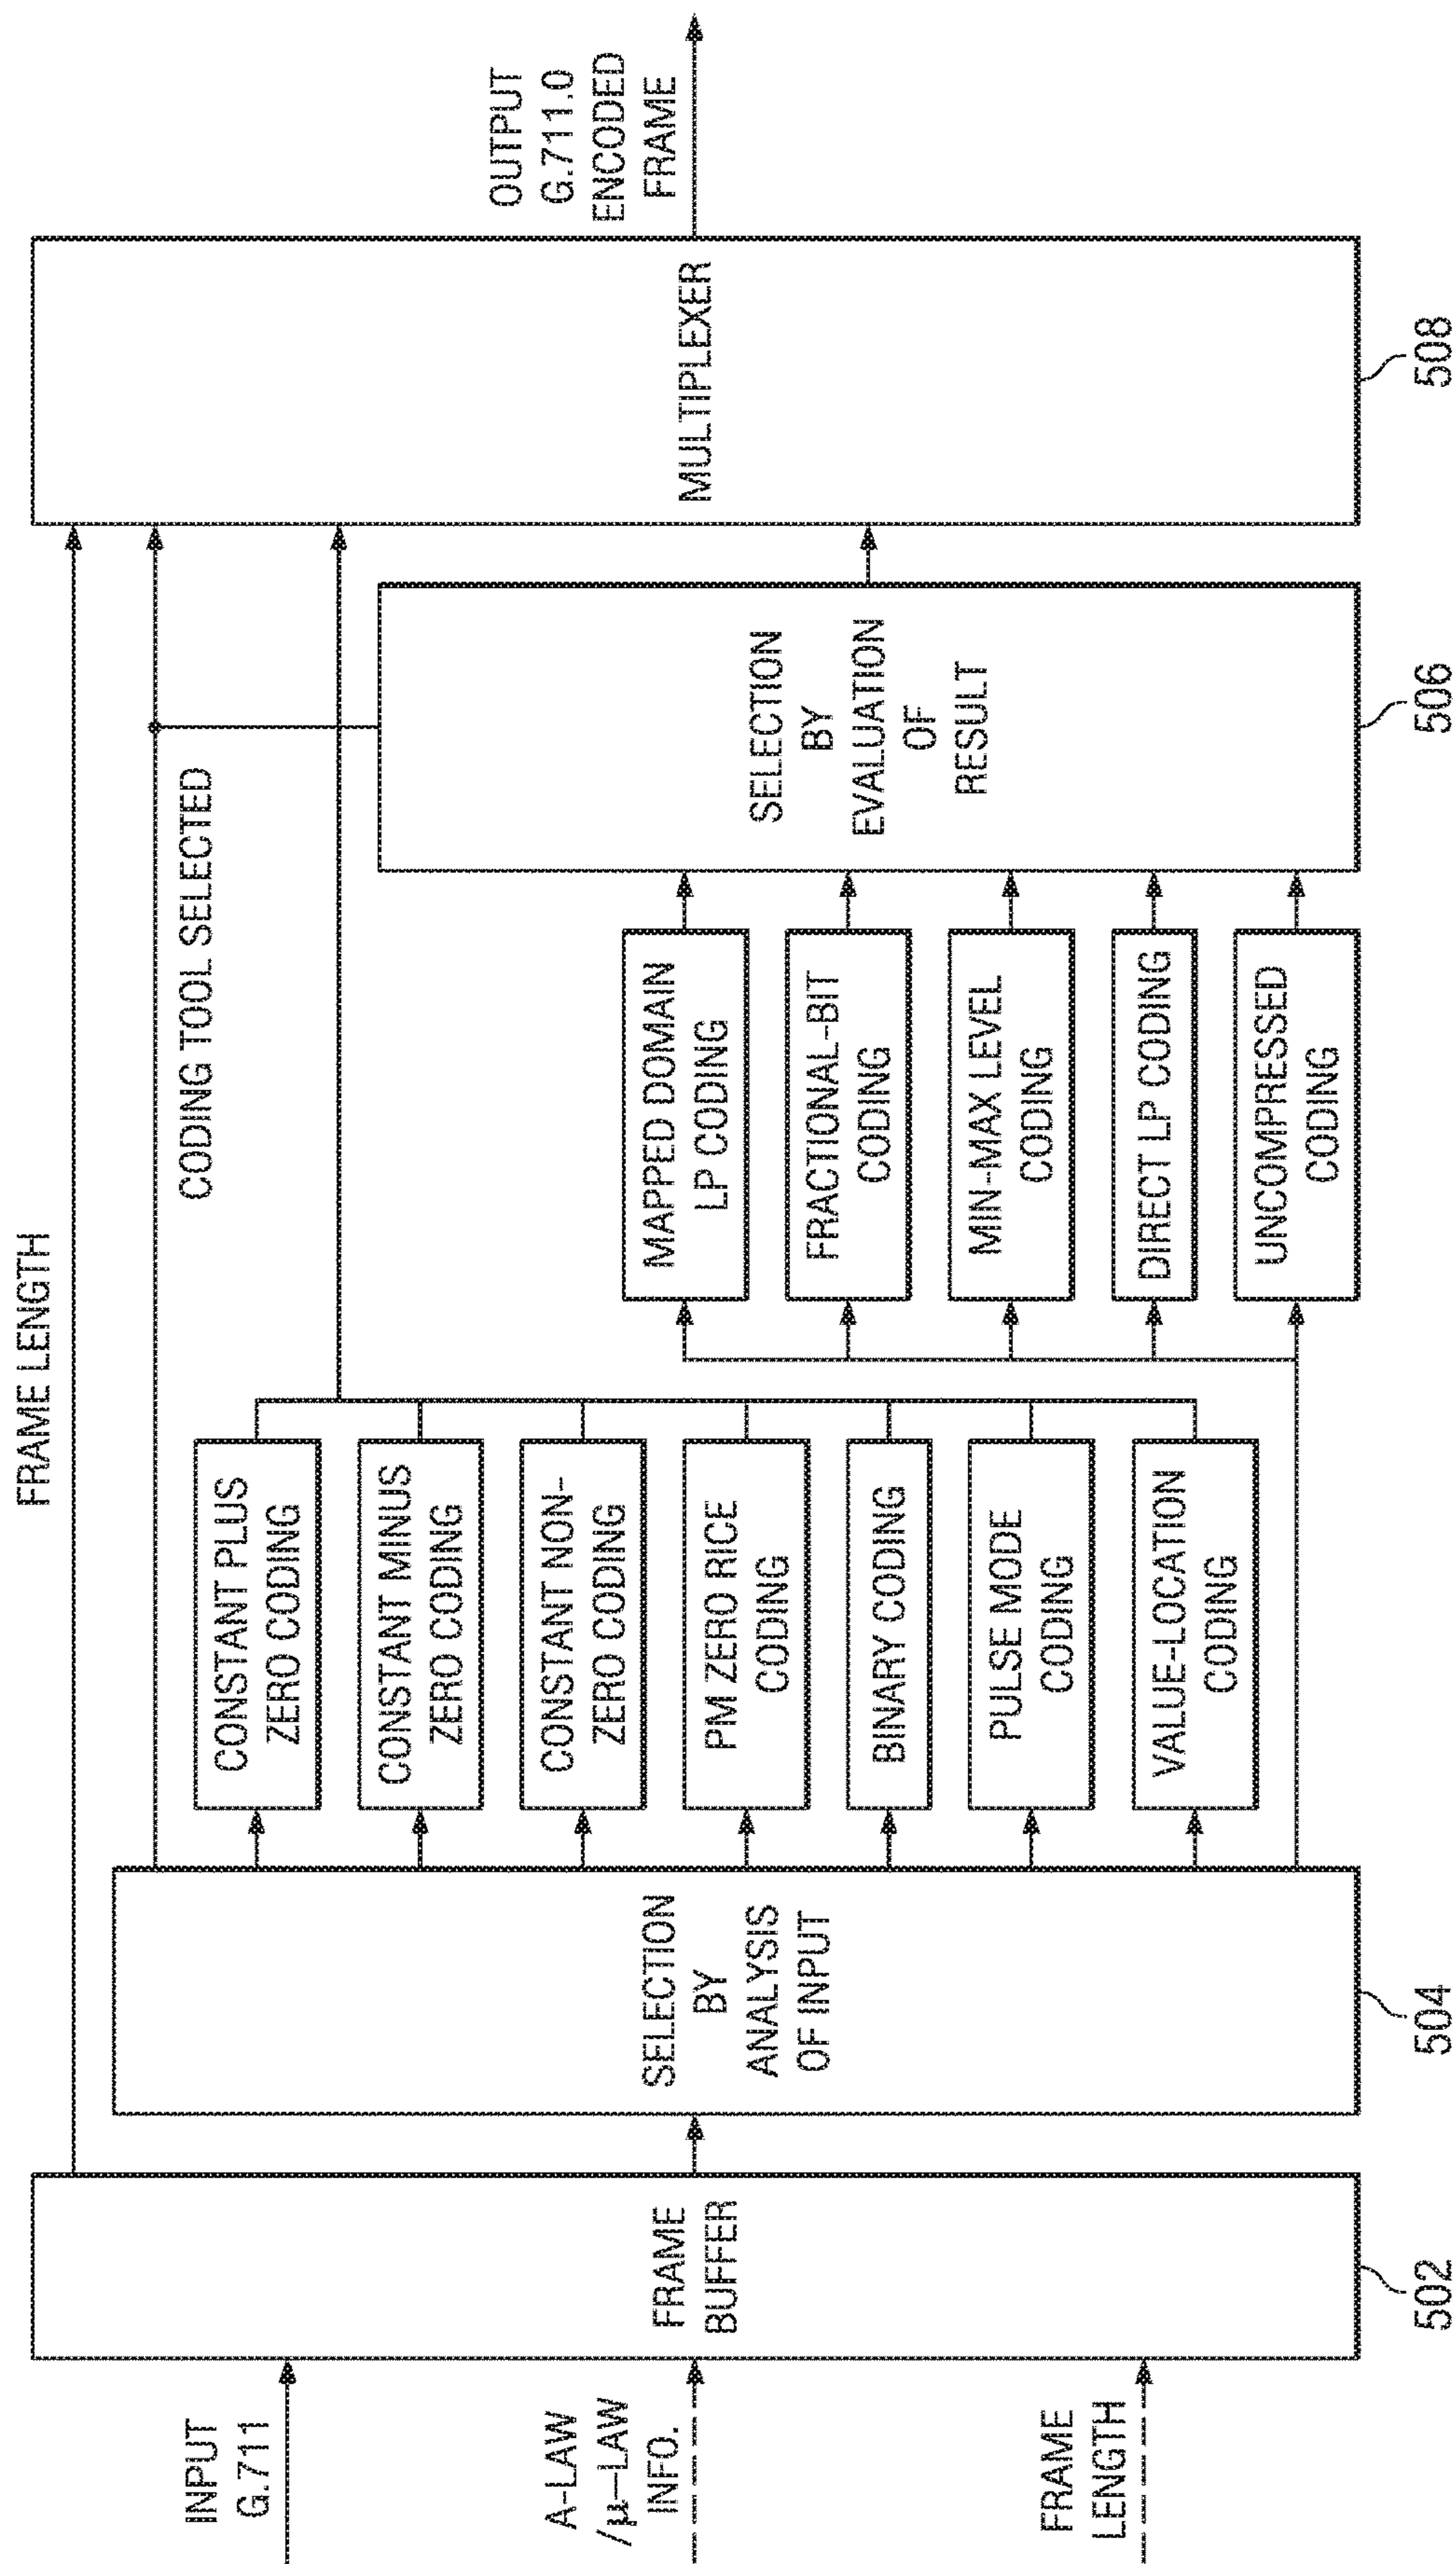 INPUT
G.711
A-LAW
/μ-LAW
INFO.
FRAME
LENGTH
FRAME
BUFFER
502
FRAME LENGTH
SELECTION
BY
ANALYSIS
OF INPUT
504
CODING TOOL SELECTED
CONSTANT PLUS
ZERO CODING
CONSTANT MINUS
ZERO CODING
CONSTANT NON-
ZERO CODING
PM ZERO RICE
CODING
BINARY CODING
PULSE MODE
CODING
VALUE-LOCATION
CODING
MAPPED DOMAIN
LP CODING
FRACTIONAL-BIT
CODING
MIN-MAX LEVEL
CODING
DIRECT LP CODING
UNCOMPRESSED
CODING
SELECTION
BY
EVALUATION
OF
RESULT
506
MULTIPLEXER
508
OUTPUT
G.711.0
ENCODED
FRAME